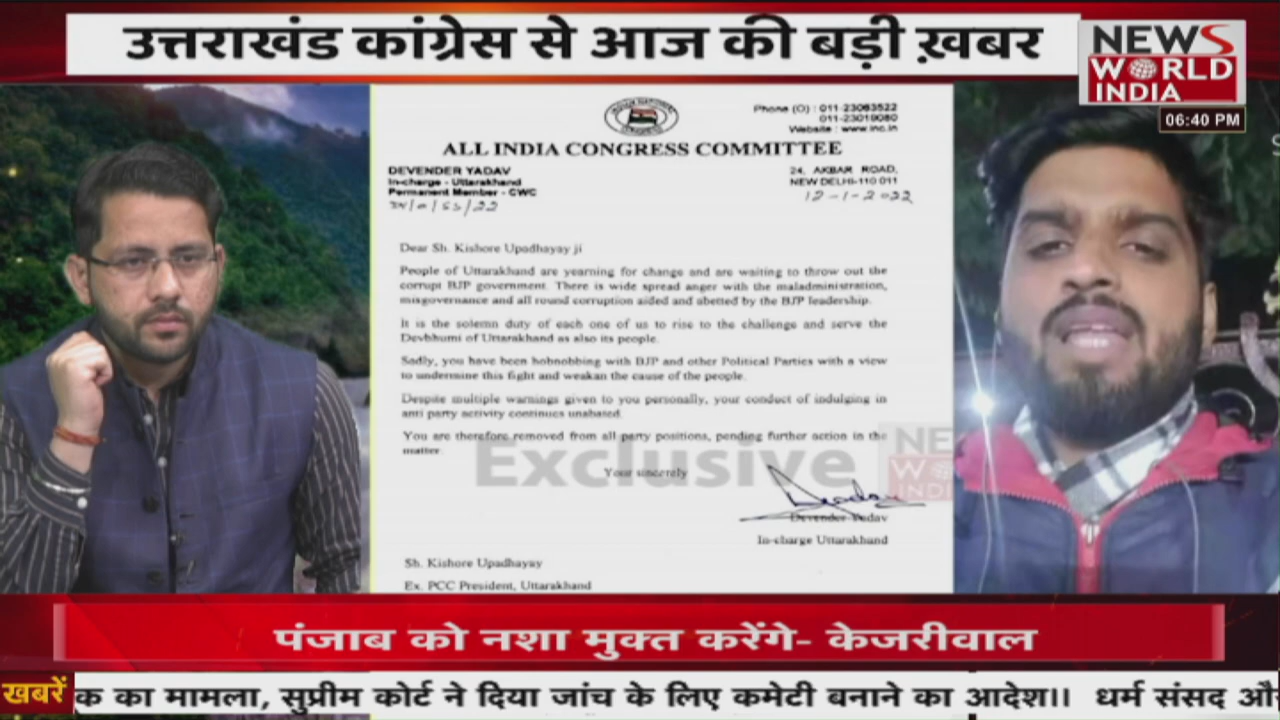 उत्तराखंड कांग्रेस से आज की बड़ी ख़बर
NEWS
WORLD
INDIA
06:40 PM
INDIAN NATIONAL
CONGRESS
Phone (O) : 011-23063522
011-23019080
Website : www.inc.in
ALL INDIA CONGRESS COMMITTEE
DEVENDER YADAV
In-charge - Uttarakhand
Permanent Member - CWC
24, AKBAR ROAD,
NEW DELHI-110 011
12-1-2022
Dear Sh. Kishore Upadhayay ji
People of Uttarakhand are yearning for change and are waiting to throw out the
corrupt BJP government. There is wide spread anger with the maladministration,
misgovernance and all round corruption aided and abetted by the BJP leadership.
It is the solemn duty of each one of us to rise to the challenge and serve the
Devbhumi of Uttarakhand as also its people.
Sadly, you have been hobnobbing with BJP and other Political Parties with a view
to undermine this fight and weakan the cause of the people.
Despite multiple warnings given to you personally, your conduct of indulging in
anti party activity continues unabated.
You are therefore removed from all party positions, pending further action in the
matter.
Exclusive
NE
WO
INDI
Your sincerely
Devender Yadav
In-charge Uttarakhand
Sh. Kishore Upadhayay
Ex. PCC President, Uttarakhand
पंजाब को नशा मुक्त करेंगे- केजरीवाल
खबरें
क का मामला, सुप्रीम कोर्ट ने दिया जांच के लिए कमेटी बनाने का आदेश।। धर्म संसद औ